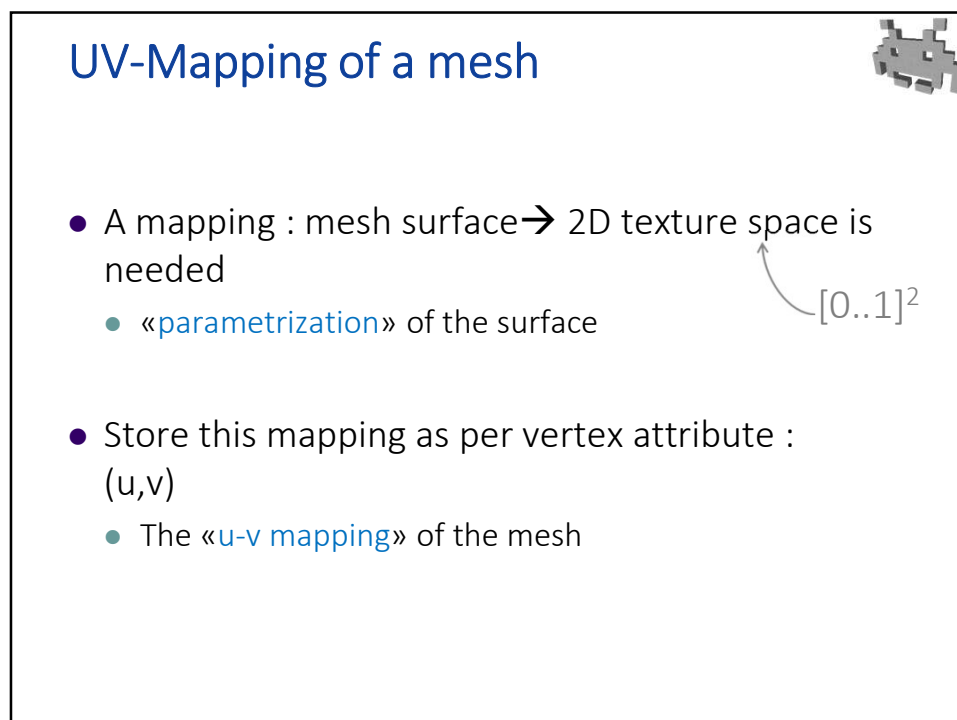 UV-Mapping of a mesh
● A mapping : mesh surface→ 2D texture space is
needed
[0..1]²
● «parametrization» of the surface
● Store this mapping as per vertex attribute :
(u,v)
● The «u-v mapping» of the mesh